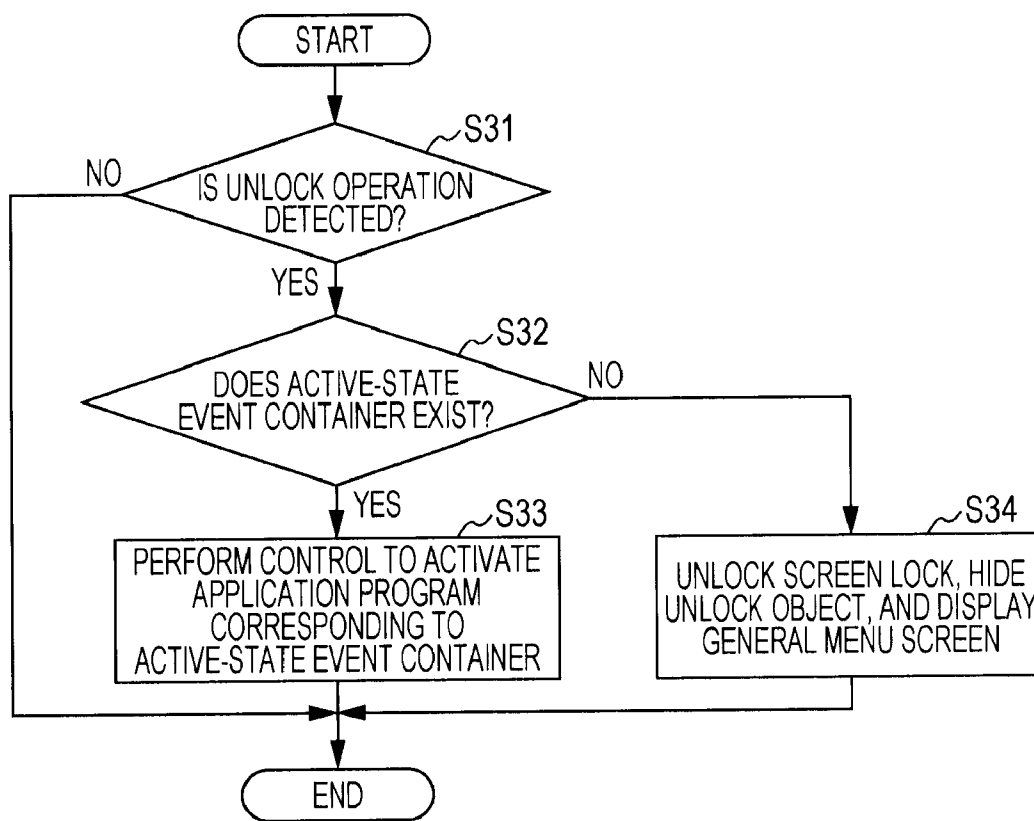 START
S31
NO
IS UNLOCK OPERATION
DETECTED?
YES
S32
NO
DOES ACTIVE-STATE
EVENT CONTAINER EXIST?
YES
S33
PERFORM CONTROL TO ACTIVATE
APPLICATION PROGRAM
CORRESPONDING TO
ACTIVE-STATE EVENT CONTAINER
S34
UNLOCK SCREEN LOCK, HIDE
UNLOCK OBJECT, AND DISPLAY
GENERAL MENU SCREEN
END